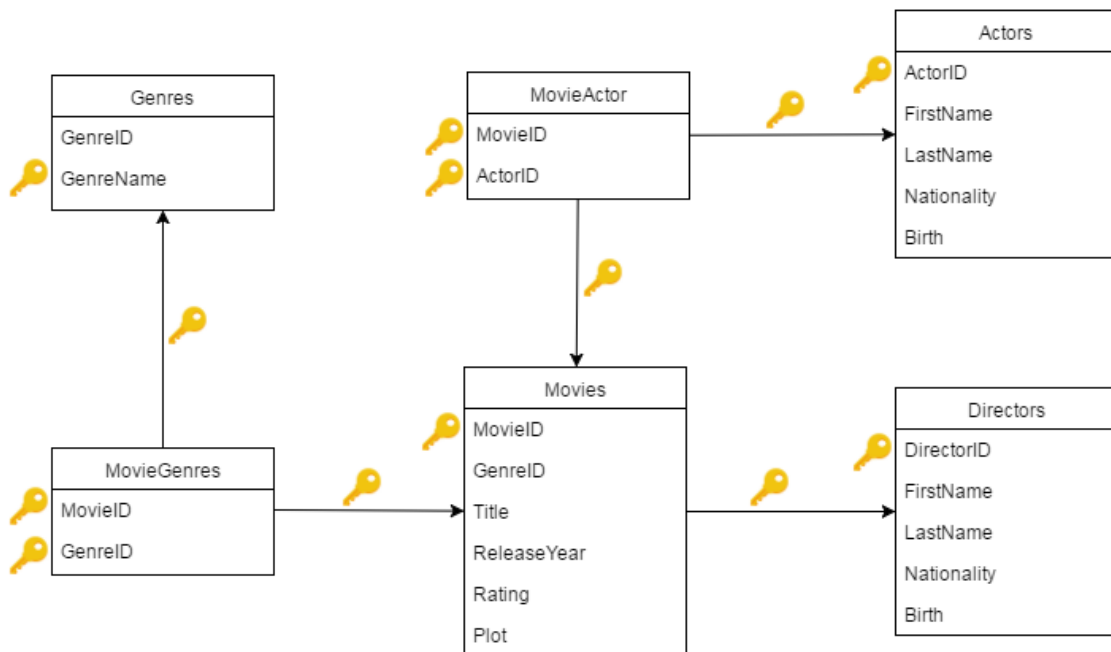 Genres
GenreID
GenreName
MovieActor
MovieID
ActorID
Actors
ActorID
FirstName
LastName
Nationality
Birth
MovieGenres
MovieID
GenreID
Movies
MovieID
GenreID
Title
ReleaseYear
Rating
Plot
Directors
DirectorID
FirstName
LastName
Nationality
Birth